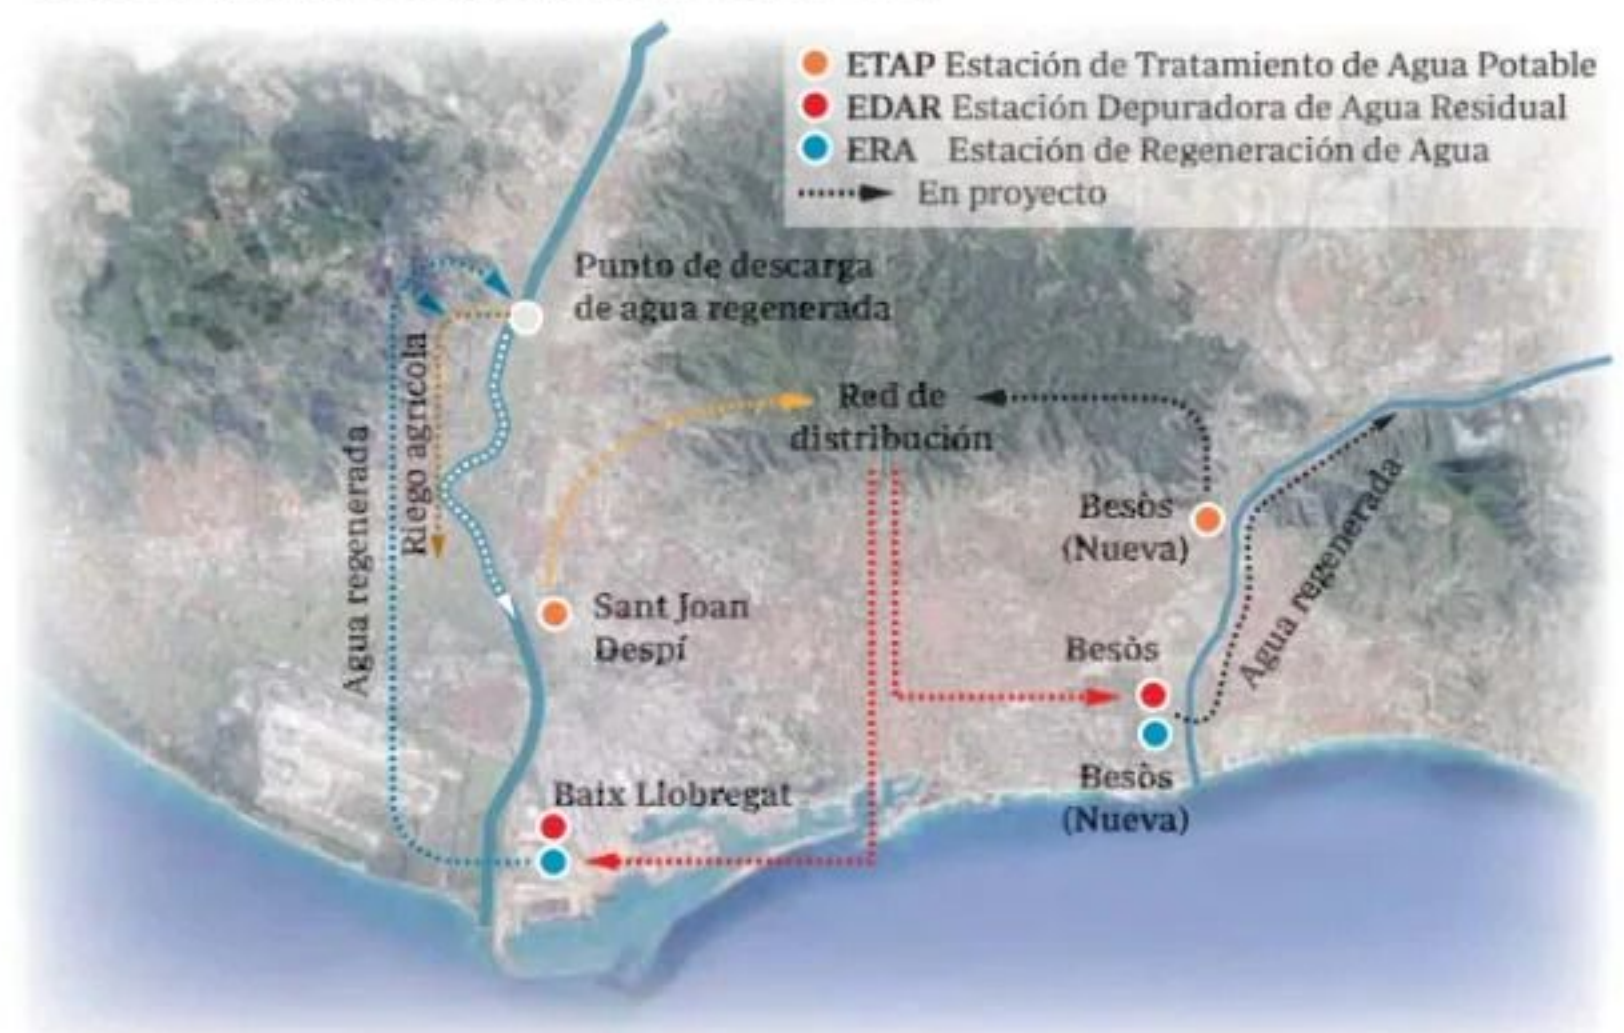 ETAP Estación de Tratamiento de Agua Potable
EDAR Estación Depuradora de Agua Residual
ERA Estación de Regeneración de Agua
En proyecto
Punto de descarga
de agua regenerada
Riego agrícola
Agua regenerada
Red de
distribución
Besòs
(Nueva)
Agua regenerada
Sant Joan
Despí
Besòs
Baix Llobregat
Besòs
(Nueva)